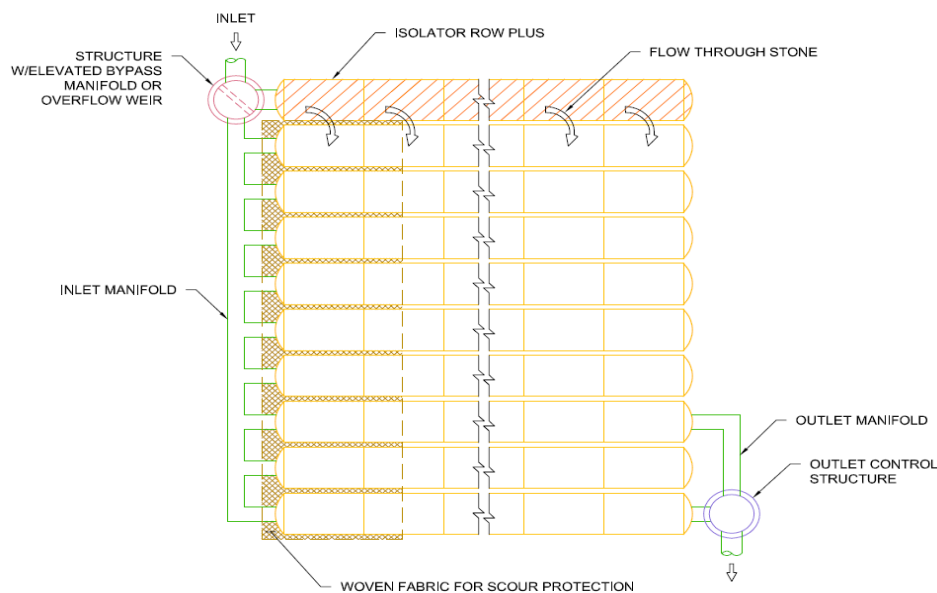 INLET
ISOLATOR ROW PLUS
STRUCTURE
W/ELEVATED BYPASS
MANIFOLD OR
OVERFLOW WEIR
FLOW THROUGH STONE
INLET MANIFOLD
OUTLET MANIFOLD
OUTLET CONTROL
STRUCTURE
WOVEN FABRIC FOR SCOUR PROTECTION